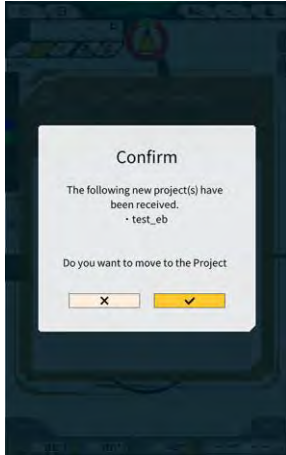 Confirm
The following new project(s) have
been received.
・test_eb
Do you want to move to the Project